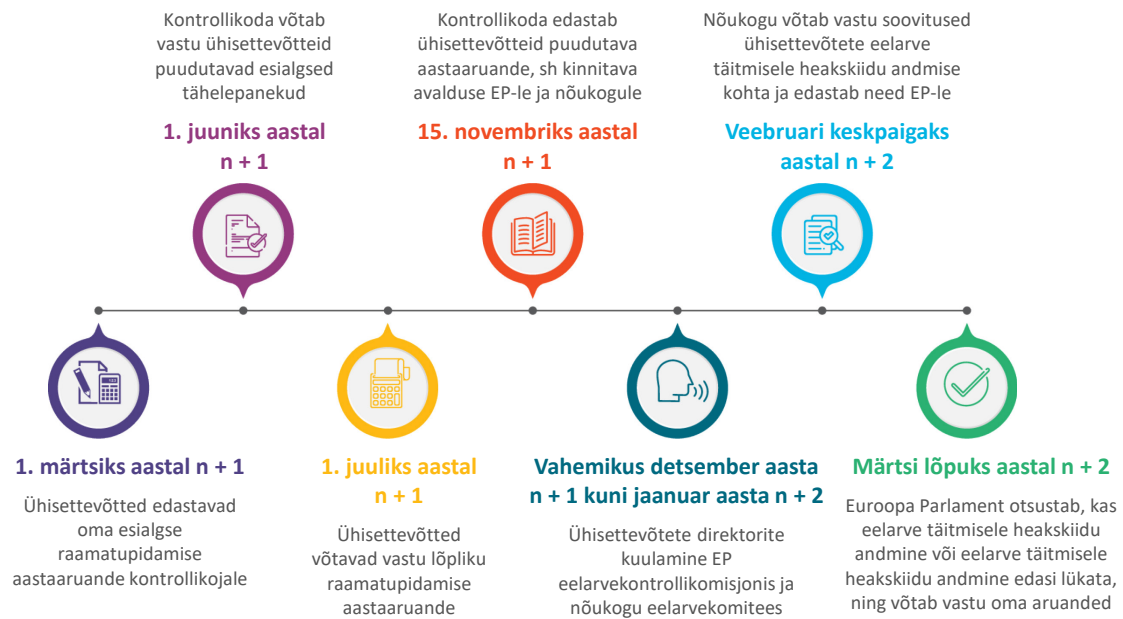 Kontrollikoda võtab
vastu ühisettevõtteid
puudutavad esialgsed
tähelepanekud
1. juuniks aastal
n + 1
Kontrollikoda edastab
ühisettevõtteid puudutava
aastaaruande, sh kinnitava
avalduse EP-le ja nõukogule
15. novembriks aastal
n + 1
Nõukogu võtab vastu soovitused
ühisettevõtete eelarve
täitmisele heakskiidu andmise
kohta ja edastab need EP-le
Veebruari keskpaigaks
aastal n + 2
1. märtsiks aastal n + 1
Ühisettevõtted edastavad
oma esialgse
raamatupidamise
aastaaruande kontrollikojale
1. juuliks aastal
n + 1
Ühisettevõtted
võtavad vastu lõpliku
raamatupidamise
aastaaruande
Vahemikus detsember aasta
n + 1 kuni jaanuar aasta n + 2
Ühisettevõtete direktorite
kuulamine EP
eelarvekontrollikomisjonis ja
nõukogu eelarvekomitees
Märtsi lõpuks aastal n + 2
Euroopa Parlament otsustab, kas
eelarve täitmisele heakskiidu
andmine või eelarve täitmisele
heakskiidu andmine edasi lükata,
ning võtab vastu oma aruanded